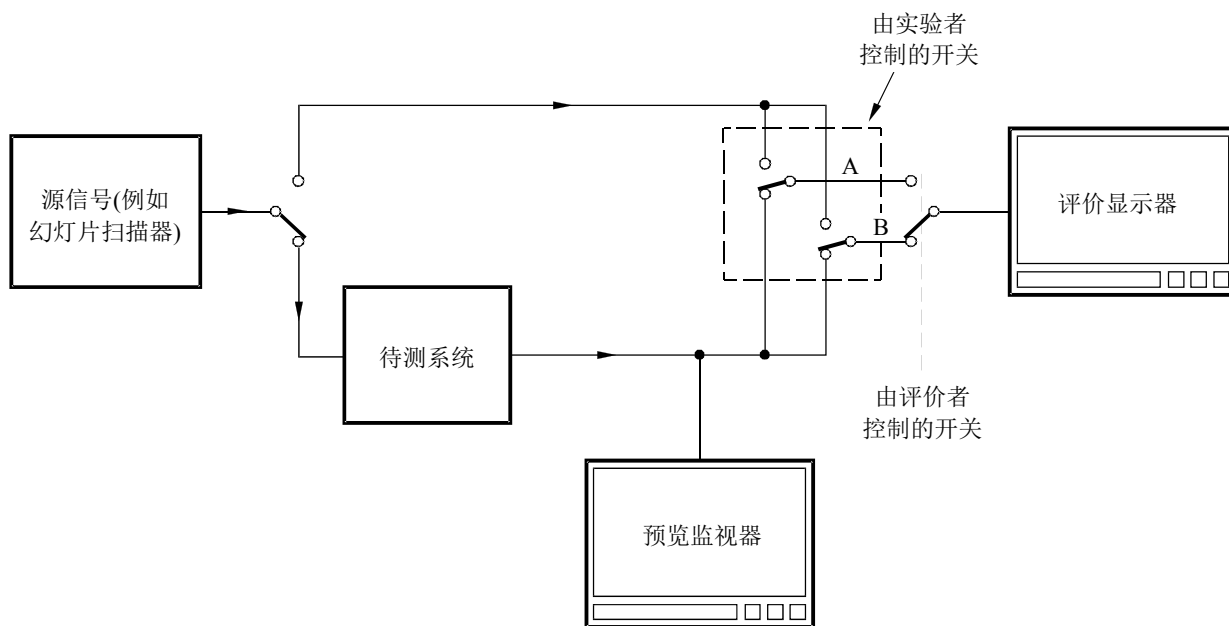 由实验者
控制的开关
源信号(例如
幻灯片扫描器)
A
B
评价显示器
待测系统
由评价者
控制的开关
预览监视器